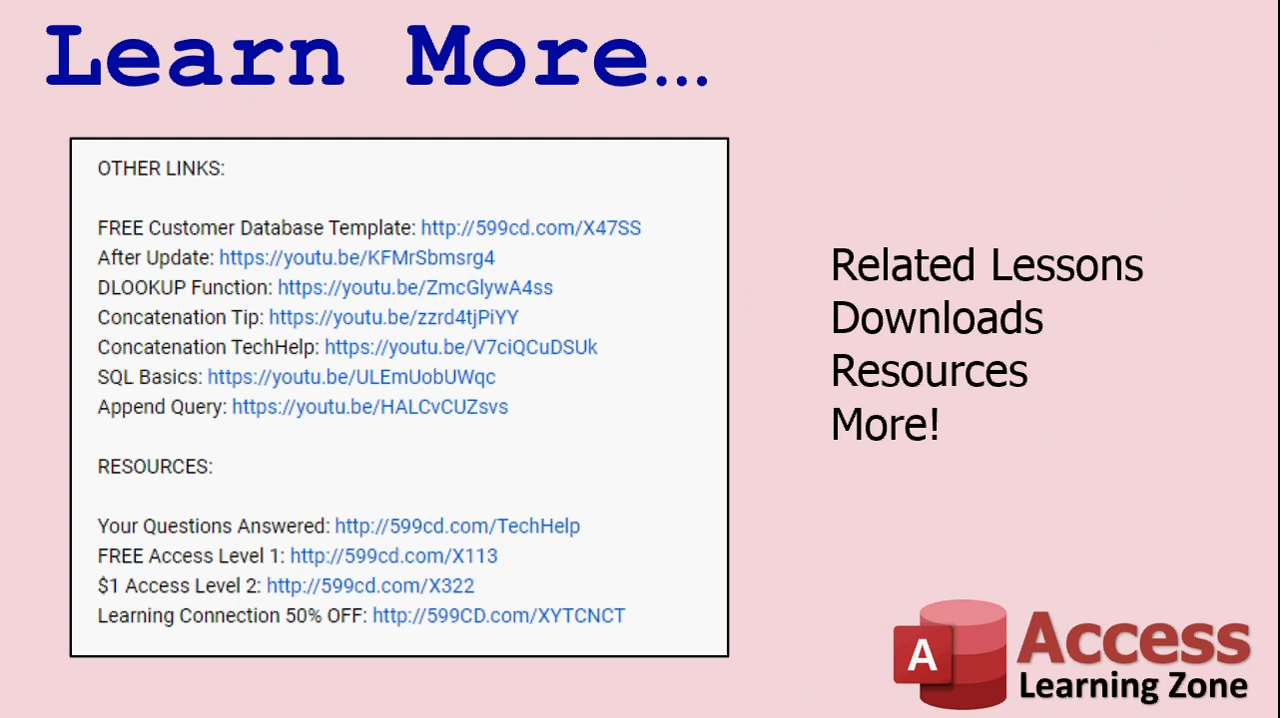 Learn More...
OTHER LINKS:
FREE Customer Database Template: http://599cd.com/X47SS
After Update: https://youtu.be/KFMrSbmsrg4
DLOOKUP Function: https://youtu.be/ZmcGlywA4ss
Concatenation Tip: https://youtu.be/zzrd4tjPiYY
Concatenation TechHelp: https://youtu.be/V7ciQCuDSUk
SQL Basics: https://youtu.be/ULEmUobUWqc
Append Query: https://youtu.be/HALCvCUZsvs
RESOURCES:
Your Questions Answered: http://599cd.com/TechHelp
FREE Access Level 1: http://599cd.com/X113
$1 Access Level 2: http://599cd.com/X322
Learning Connection 50% OFF: http://599CD.com/XYTCNCT
Related Lessons
Downloads
Resources
More!
A
Access
Learning Zone